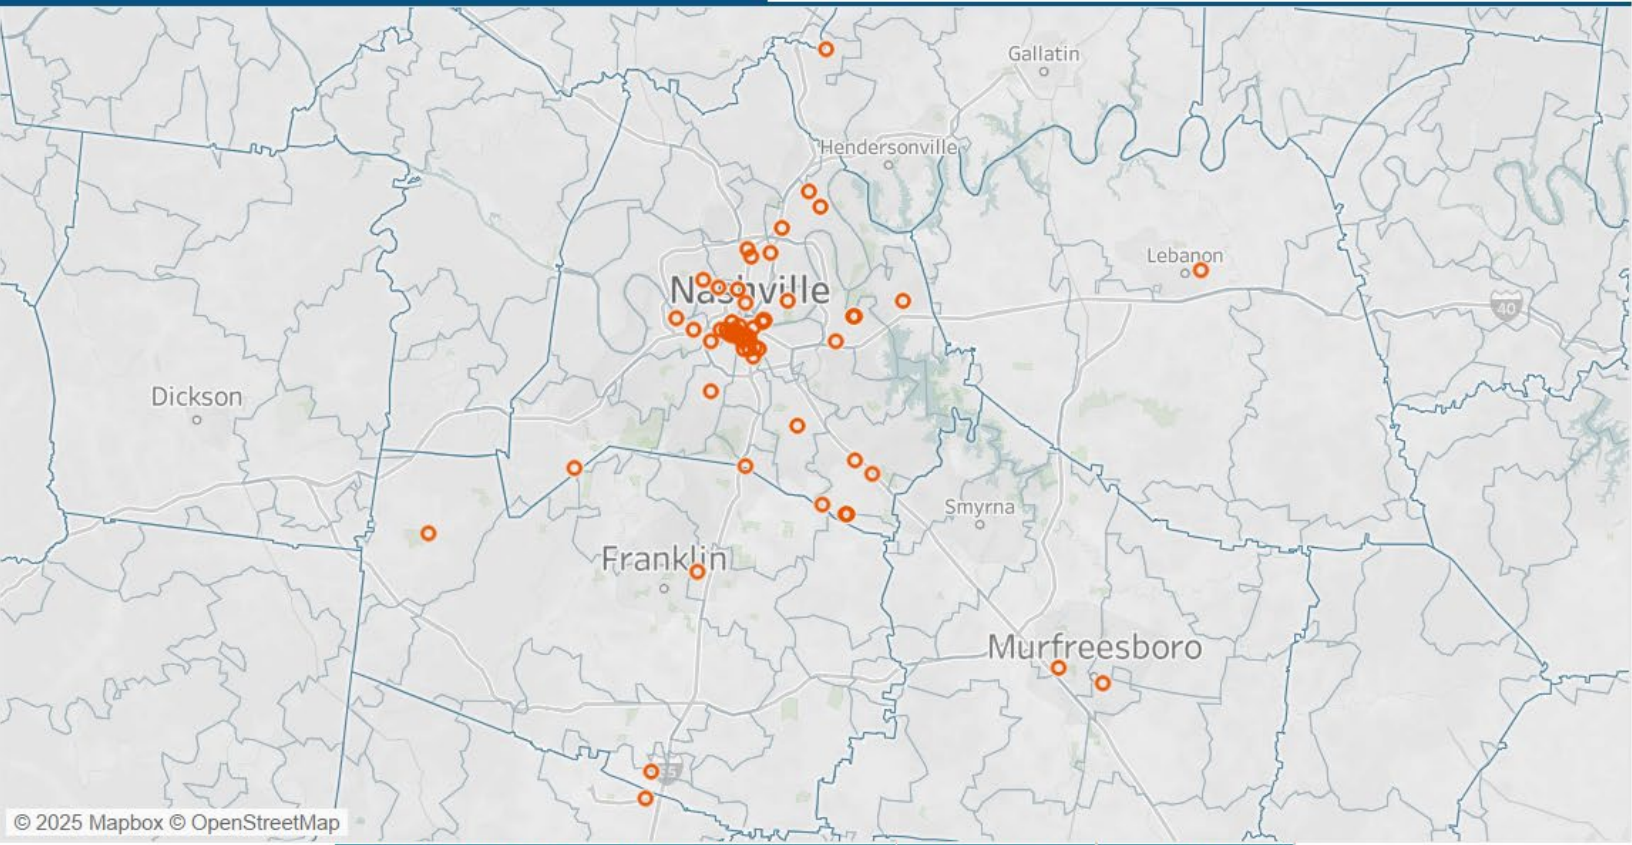 Gallatin
Hendersonville
Lebanon
Nashville
40
Dickson
Smyrna
Franklin
Murfreesboro
© 2025 Mapbox © OpenStreetMap